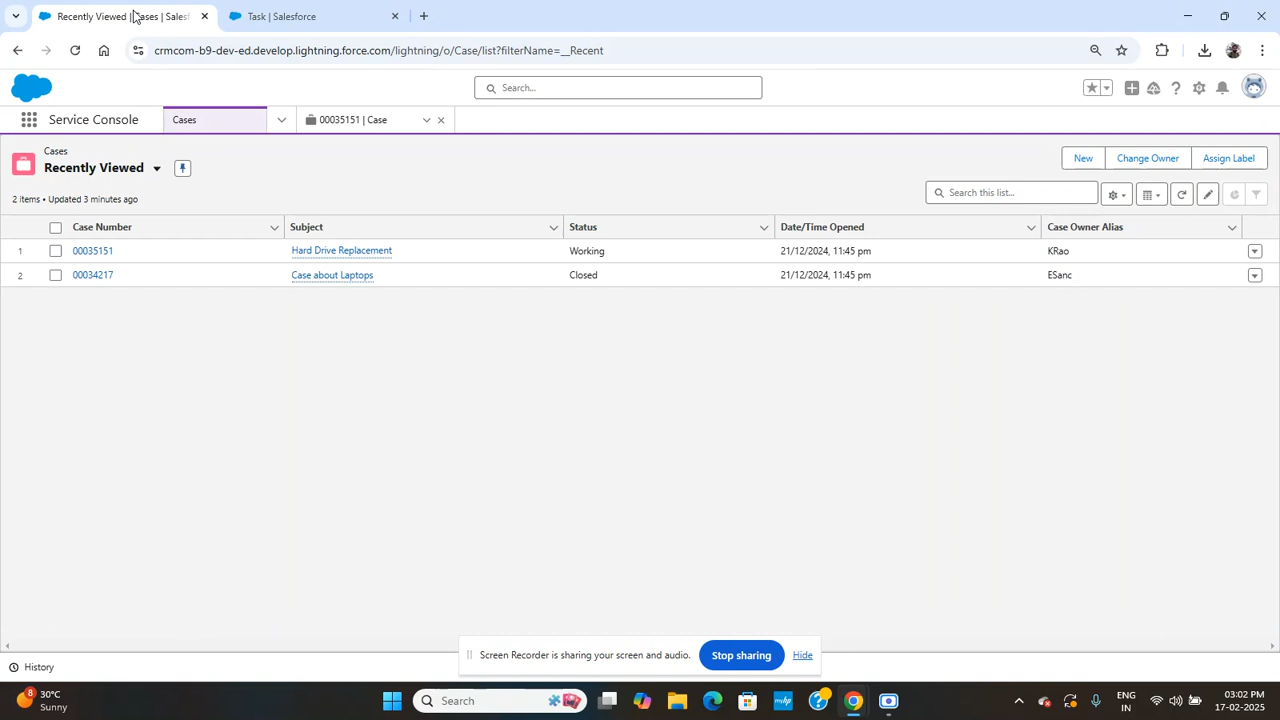 Recently Viewed | Cases | Salesf
Task | Salesforce
crmcom-b9-dev-ed.develop.lightning.force.com/lightning/o/Case/list?filterName=__Recent
Search...
Service Console
Cases
00035151 | Case
Cases
Recently Viewed
New
Change Owner
Assign Label
2 items • Updated 3 minutes ago
Search this list...
Case Number
Subject
Status
Date/Time Opened
Case Owner Alias
1 00035151 Hard Drive Replacement Working 21/12/2024, 11:45 pm KRao
2 00034217 Case about Laptops Closed 21/12/2024, 11:45 pm ESanc
Screen Recorder is sharing your screen and audio.
Stop sharing
Hide
History
8
30°C
Sunny
Search
ENG
IN
03:02 PM
17-02-2025